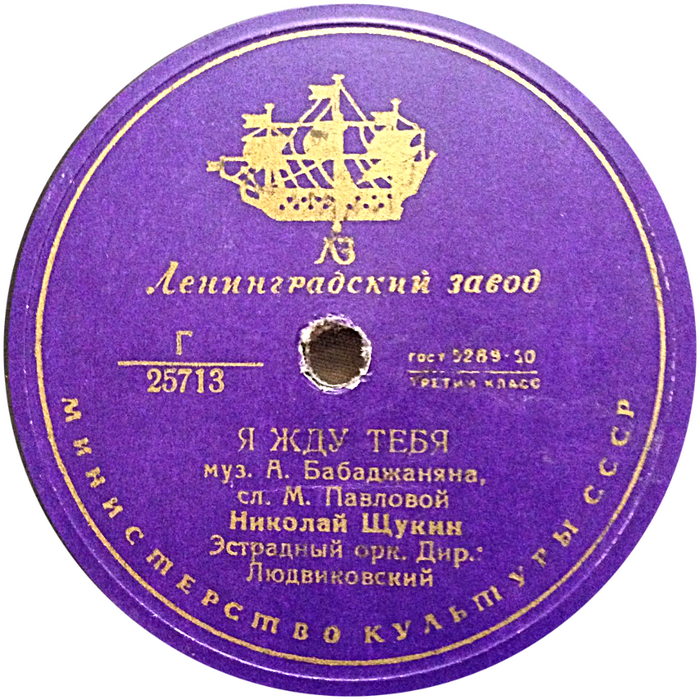 ЛЗ
Ленинградский завод
Г
25713
ГОСТ 5289-50
ТРЕТИЙ КЛАСС
Я ЖДУ ТЕБЯ
муз. А. Бабаджаняна,
сл. М. Павловой
Николай Щукин
Эстрадный орк. Дир.:
Людвиковский
МИНИСТЕРСТВО КУЛЬТУРЫ СССР